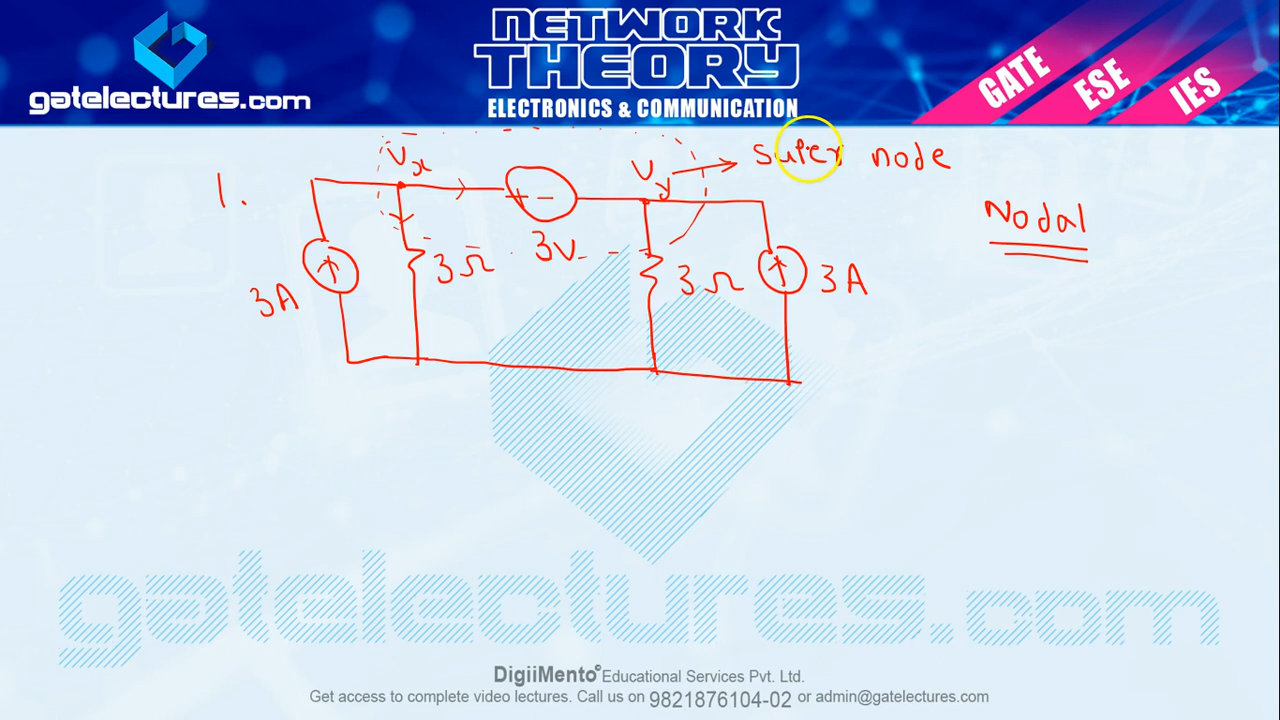 gatelectures.com
NETWORK
THEORY
ELECTRONICS & COMMUNICATION
GATE
ESE
IES
1.
Vx
+ -
Vy
super node
Nodal
3A
3Ω
3V
3Ω
3A
gatelectures.com
DigiiMento© Educational Services Pvt. Ltd.
Get access to complete video lectures. Call us on 9821876104-02 or admin@gatelectures.com